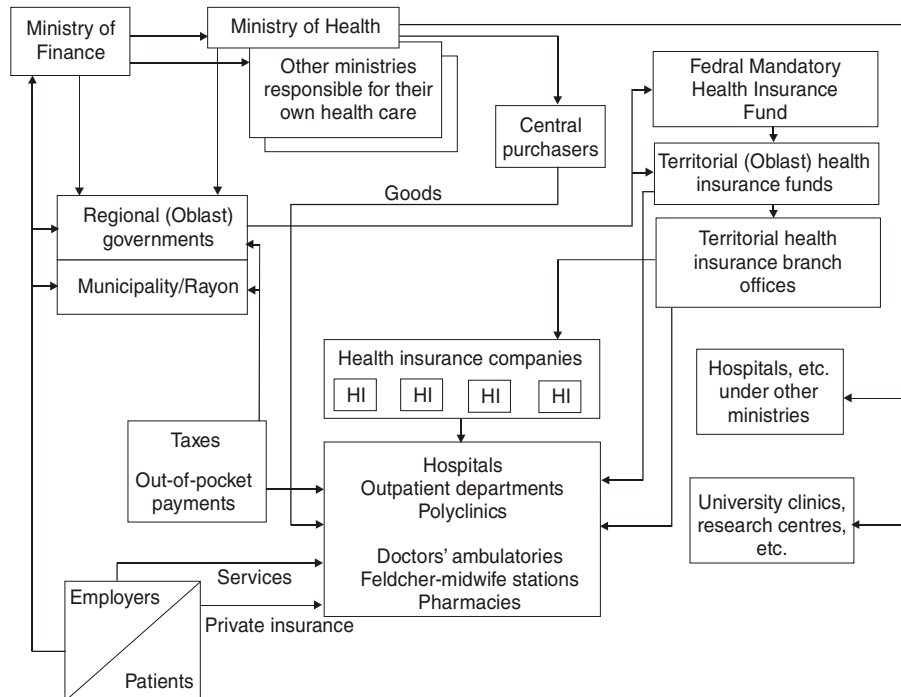 Ministry of
Finance
Ministry of Health
Other ministries
responsible for their
own health care
Central
purchasers
Federal Mandatory
Health Insurance
Fund
Territorial (Oblast) health
insurance funds
Goods
Regional (Oblast)
governments
Municipality/Rayon
Territorial health
insurance branch
offices
Health insurance companies
HI
HI
HI
HI
Hospitals, etc.
under other
ministries
Taxes
Out-of-pocket
payments
Hospitals
Outpatient departments
Polyclinics
Doctors' ambulatories
Feldcher-midwife stations
Pharmacies
University clinics,
research centres,
etc.
Services
Employers
Private insurance
Patients